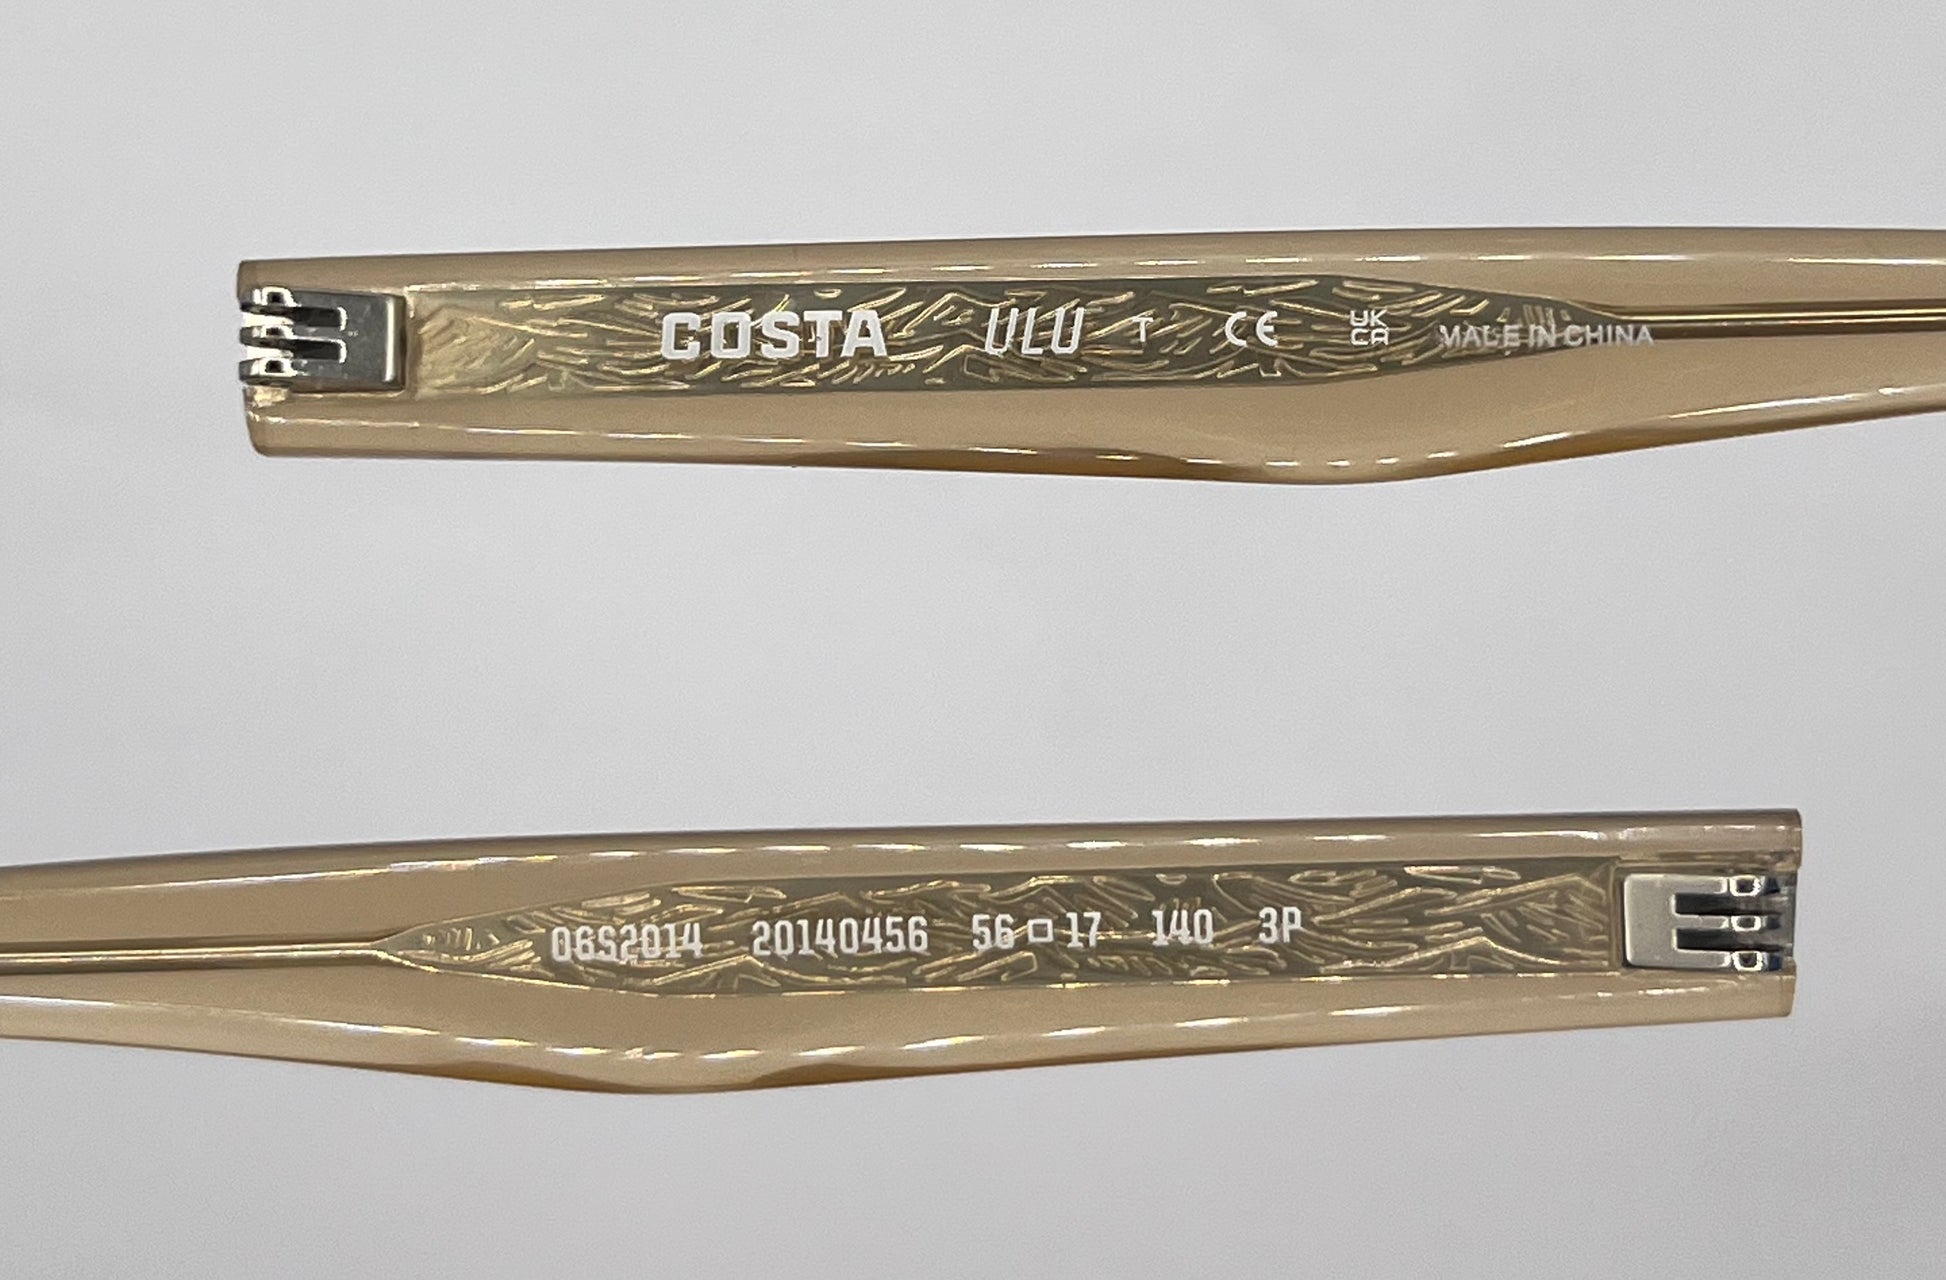 COSTA ULU T CE UK CA MADE IN CHINA
06S2014 20140456 56□17 140 3P